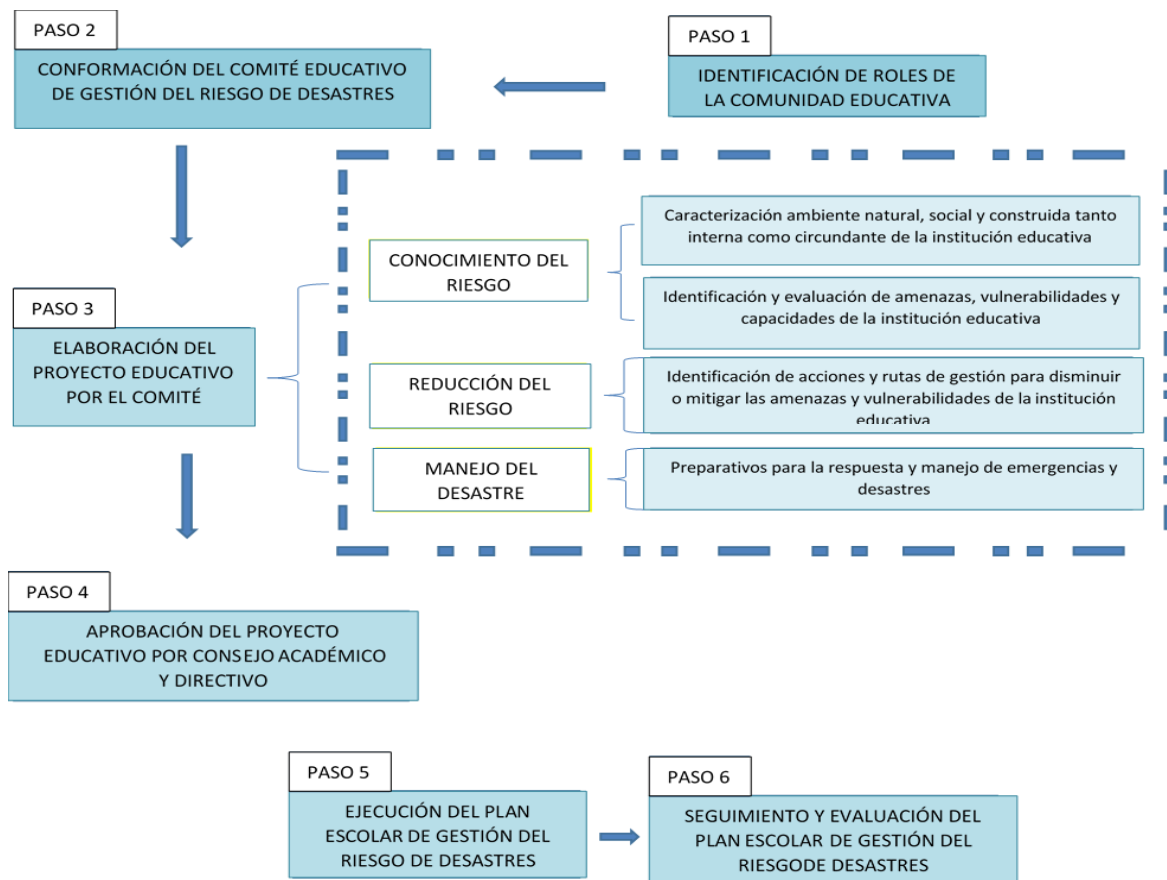 PASO 2
CONFORMACIÓN DEL COMITÉ EDUCATIVO
DE GESTIÓN DEL RIESGO DE DESASTRES
PASO 1
IDENTIFICACIÓN DE ROLES DE
LA COMUNIDAD EDUCATIVA
PASO 3
ELABORACIÓN DEL
PROYECTO EDUCATIVO
POR EL COMITÉ
CONOCIMIENTO DEL
RIESGO
Caracterización ambiente natural, social y construida tanto
interna como circundante de la institución educativa
Identificación y evaluación de amenazas, vulnerabilidades y
capacidades de la institución educativa
REDUCCIÓN DEL
RIESGO
Identificación de acciones y rutas de gestión para disminuir
o mitigar las amenazas y vulnerabilidades de la institución
educativa
MANEJO DEL
DESASTRE
Preparativos para la respuesta y manejo de emergencias y
desastres
PASO 4
APROBACIÓN DEL PROYECTO
EDUCATIVO POR CONSEJO ACADÉMICO
Y DIRECTIVO
PASO 5
EJECUCIÓN DEL PLAN
ESCOLAR DE GESTIÓN DEL
RIESGO DE DESASTRES
PASO 6
SEGUIMIENTO Y EVALUACIÓN DEL
PLAN ESCOLAR DE GESTIÓN DEL
RIESGODE DESASTRES